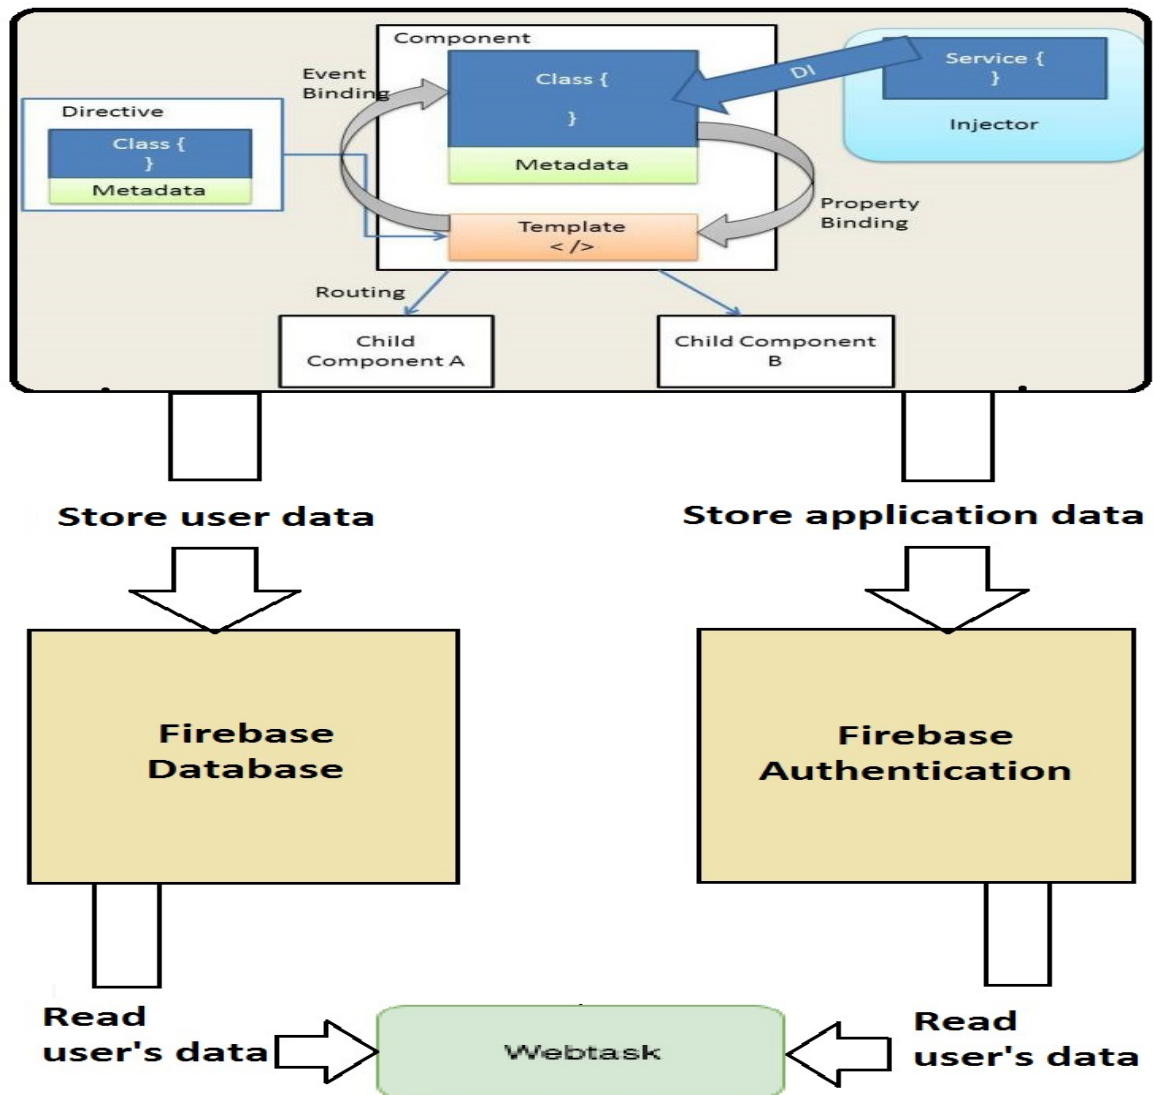 Component
Event
Binding
Class {
}
DI
Service {
}
Injector
Directive
Class {
}
Metadata
Metadata
Property
Binding
Template
< />
Routing
Child
Component A
Child Component
B
Store user data
Store application data
Firebase
Database
Firebase
Authentication
Read
user's data
Webtask
Read
user's data